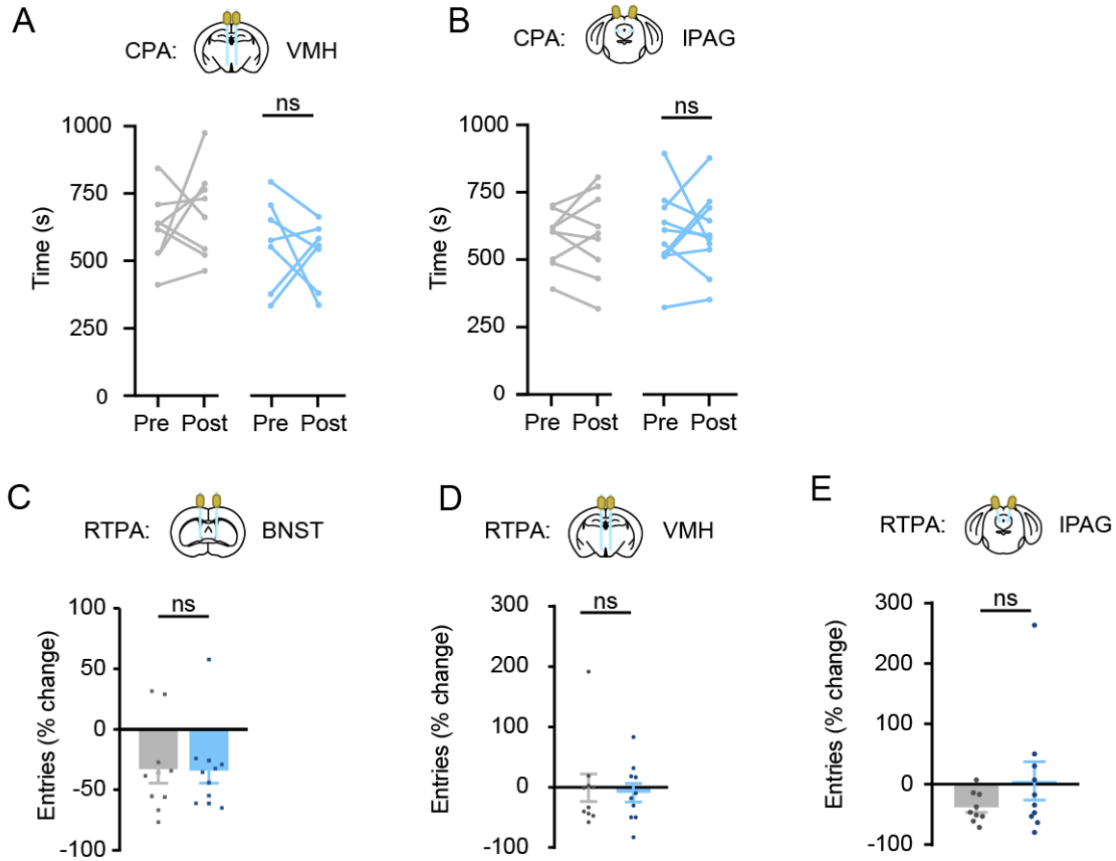 A
CPA: VMH
ns
1000
750
500
250
0
Time (s)
Pre Post Pre Post
B
CPA: lPAG
ns
1000
750
500
250
0
Time (s)
Pre Post Pre Post
C
RTPA: BNST
ns
100
50
0
-50
-100
Entries (% change)
D
RTPA: VMH
ns
300
200
100
0
-100
Entries (% change)
E
RTPA: lPAG
ns
300
200
100
0
-100
Entries (% change)